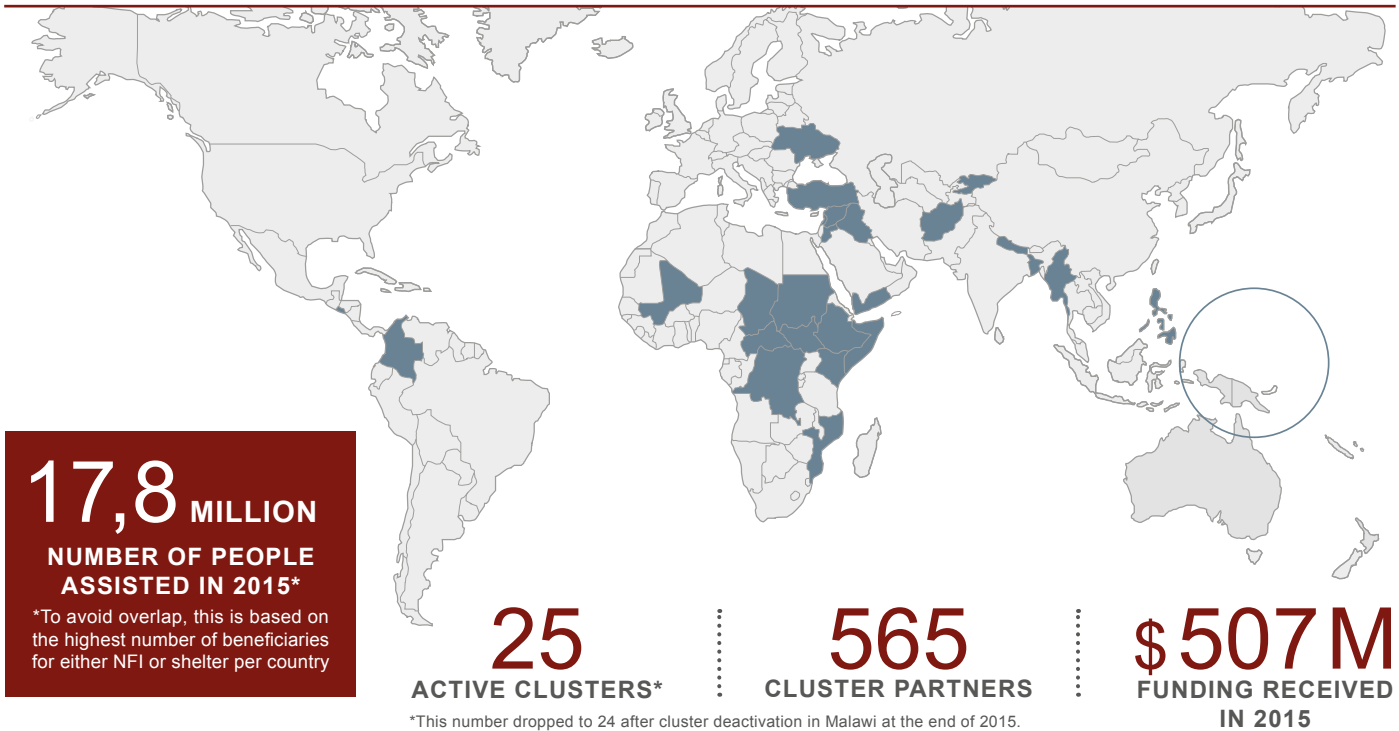 17,8 MILLION
NUMBER OF PEOPLE
ASSISTED IN 2015*
*To avoid overlap, this is based on
the highest number of beneficiaries
for either NFI or shelter per country
25
ACTIVE CLUSTERS*
565
CLUSTER PARTNERS
$ 507 M
FUNDING RECEIVED
IN 2015
*This number dropped to 24 after cluster deactivation in Malawi at the end of 2015.